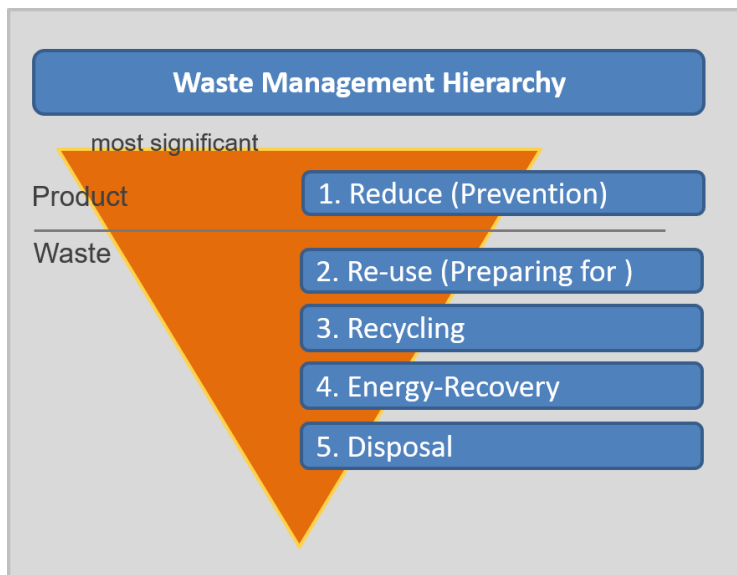 Waste Management Hierarchy
most significant
Product
1. Reduce (Prevention)
Waste
2. Re-use (Preparing for )
3. Recycling
4. Energy-Recovery
5. Disposal